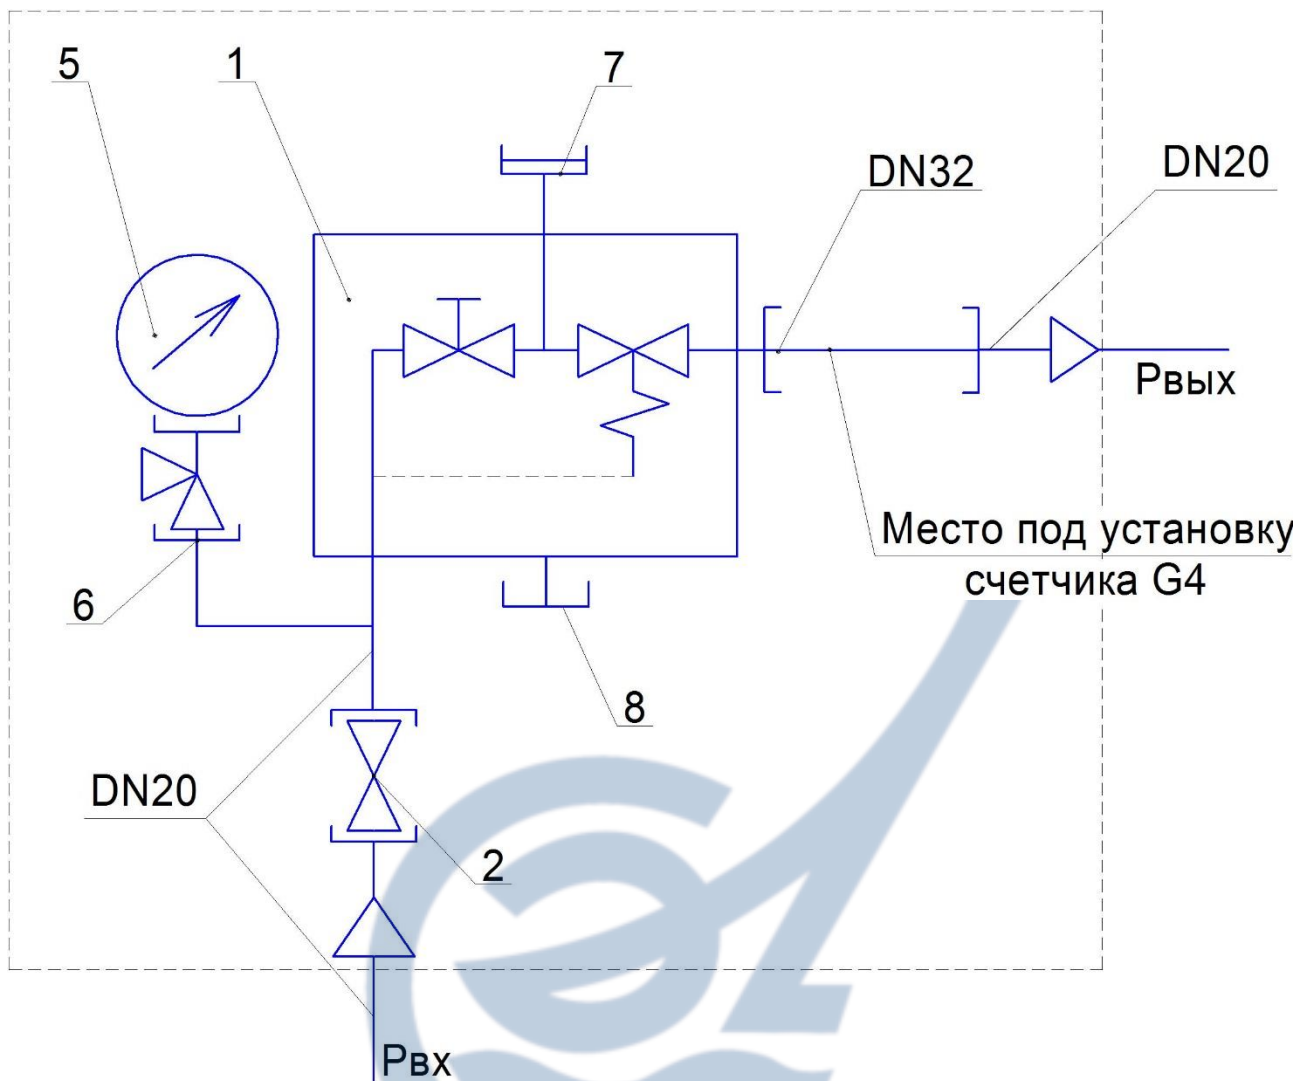 5
1
7
DN32
DN20
Рвых
Место под установку
счетчика G4
6
8
DN20
2
Рвх